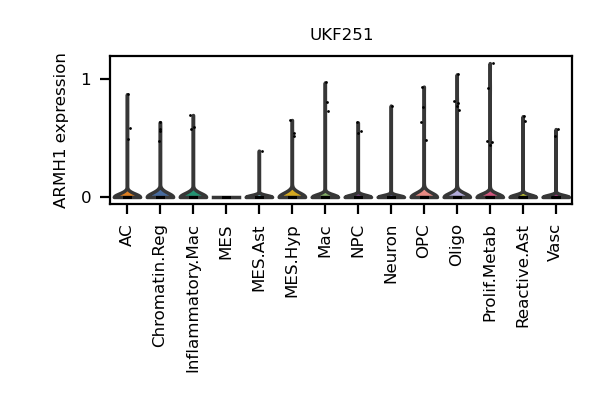 UKF251
ARMH1 expression
1
0
AC
Chromatin.Reg
Inflammatory.Mac
MES
MES.Ast
MES.Hyp
Mac
NPC
Neuron
OPC
Oligo
Prolif.Metab
Reactive.Ast
Vasc